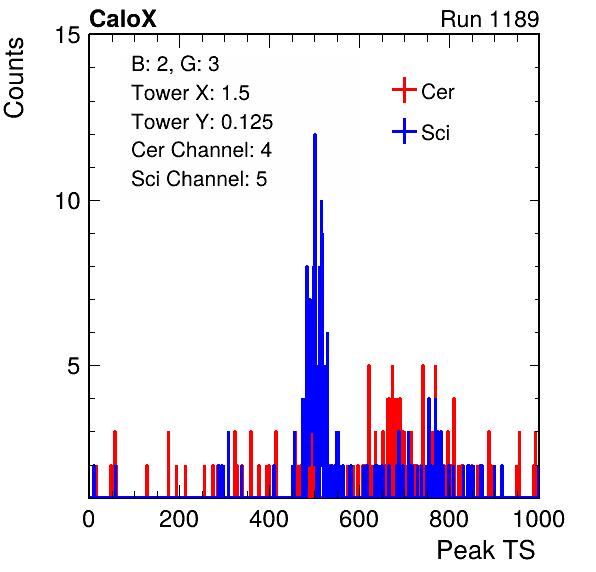 CaloX Run 1189
Counts
15
10
5
B: 2, G: 3
Tower X: 1.5
Tower Y: 0.125
Cer Channel: 4
Sci Channel: 5
Cer
Sci
0 200 400 600 800 1000
Peak TS